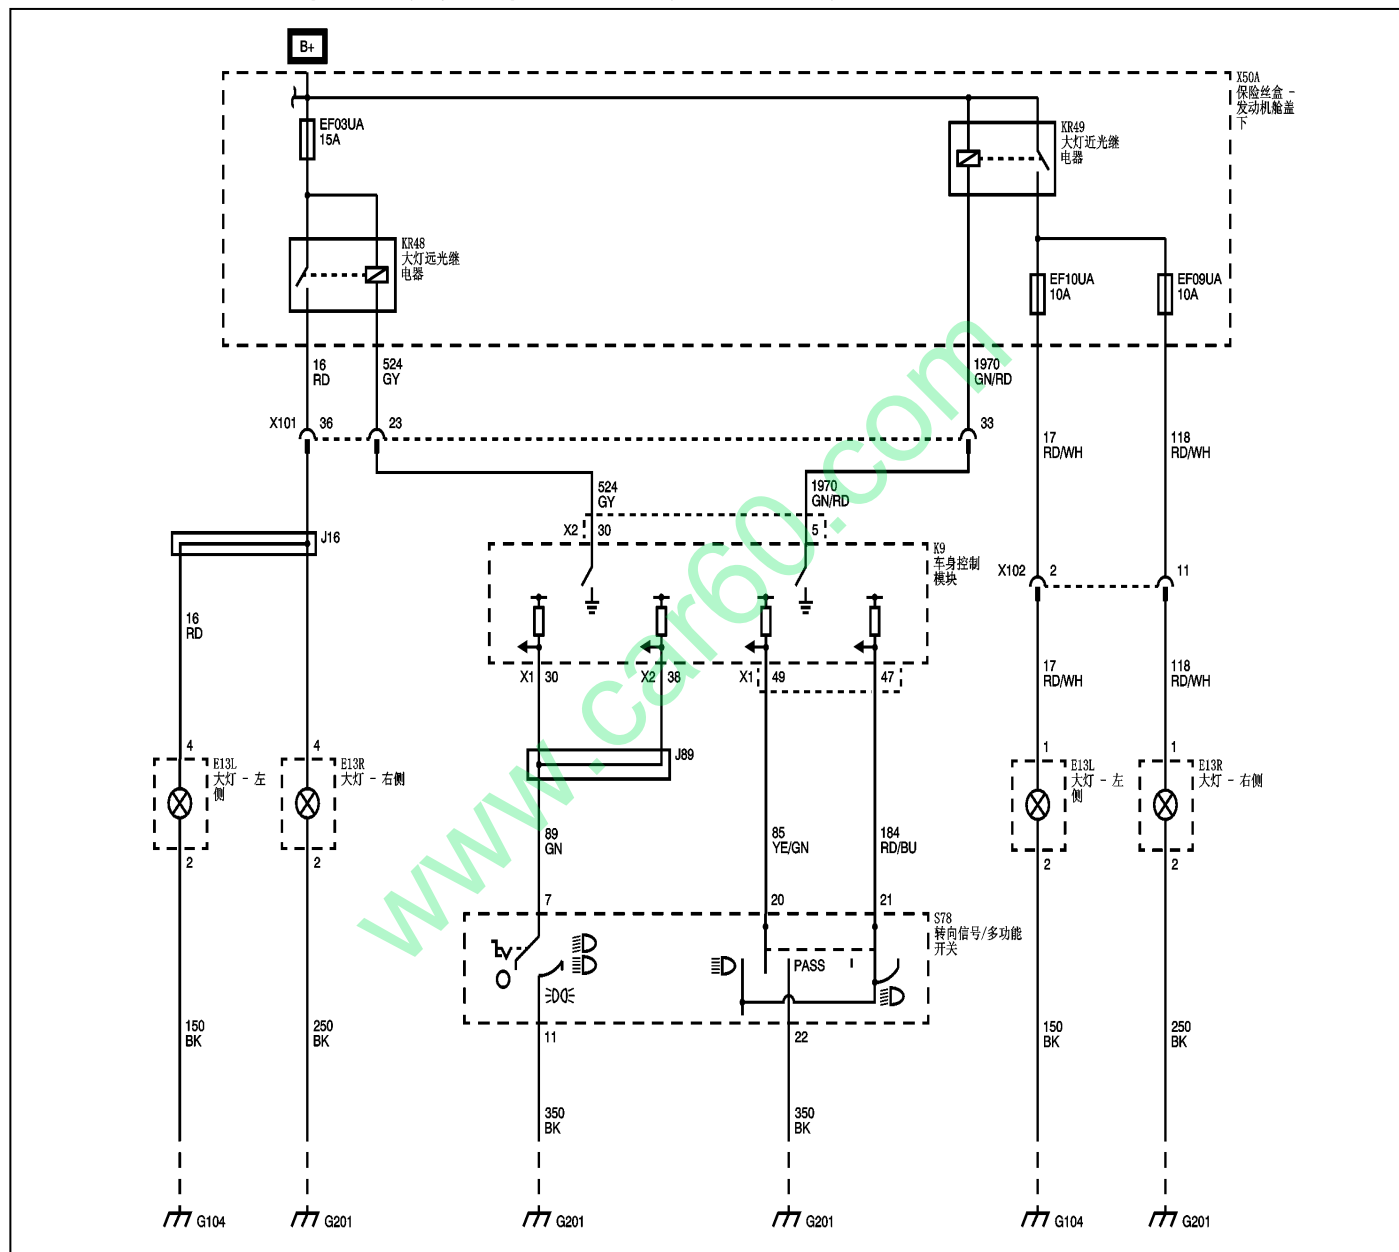 B+
X50A
保险丝盒 -
发动机舱盖
下
EF03UA
15A
KR49
大灯近光继
电器
KR48
大灯远光继
电器
EF10UA
10A
EF09UA
10A
16
RD
524
GY
1970
GN/RD
X101
36
23
33
17
RD/WH
118
RD/WH
524
GY
1970
GN/RD
X2
30
5
J16
K9
车身控制
模块
X102
2
11
16
RD
X1
30
X2
38
X1
49
47
17
RD/WH
118
RD/WH
J89
4
4
1
1
E13L
大灯 - 左
侧
E13R
大灯 - 右侧
E13L
大灯 - 左
侧
E13R
大灯 - 右侧
89
GN
85
YE/GN
184
RD/BU
2
2
2
2
7
20
21
S78
转向信号/多功能
开关
PASS
150
BK
250
BK
11
22
150
BK
250
BK
350
BK
350
BK
G104
G201
G201
G201
G104
G201
www.car60.com